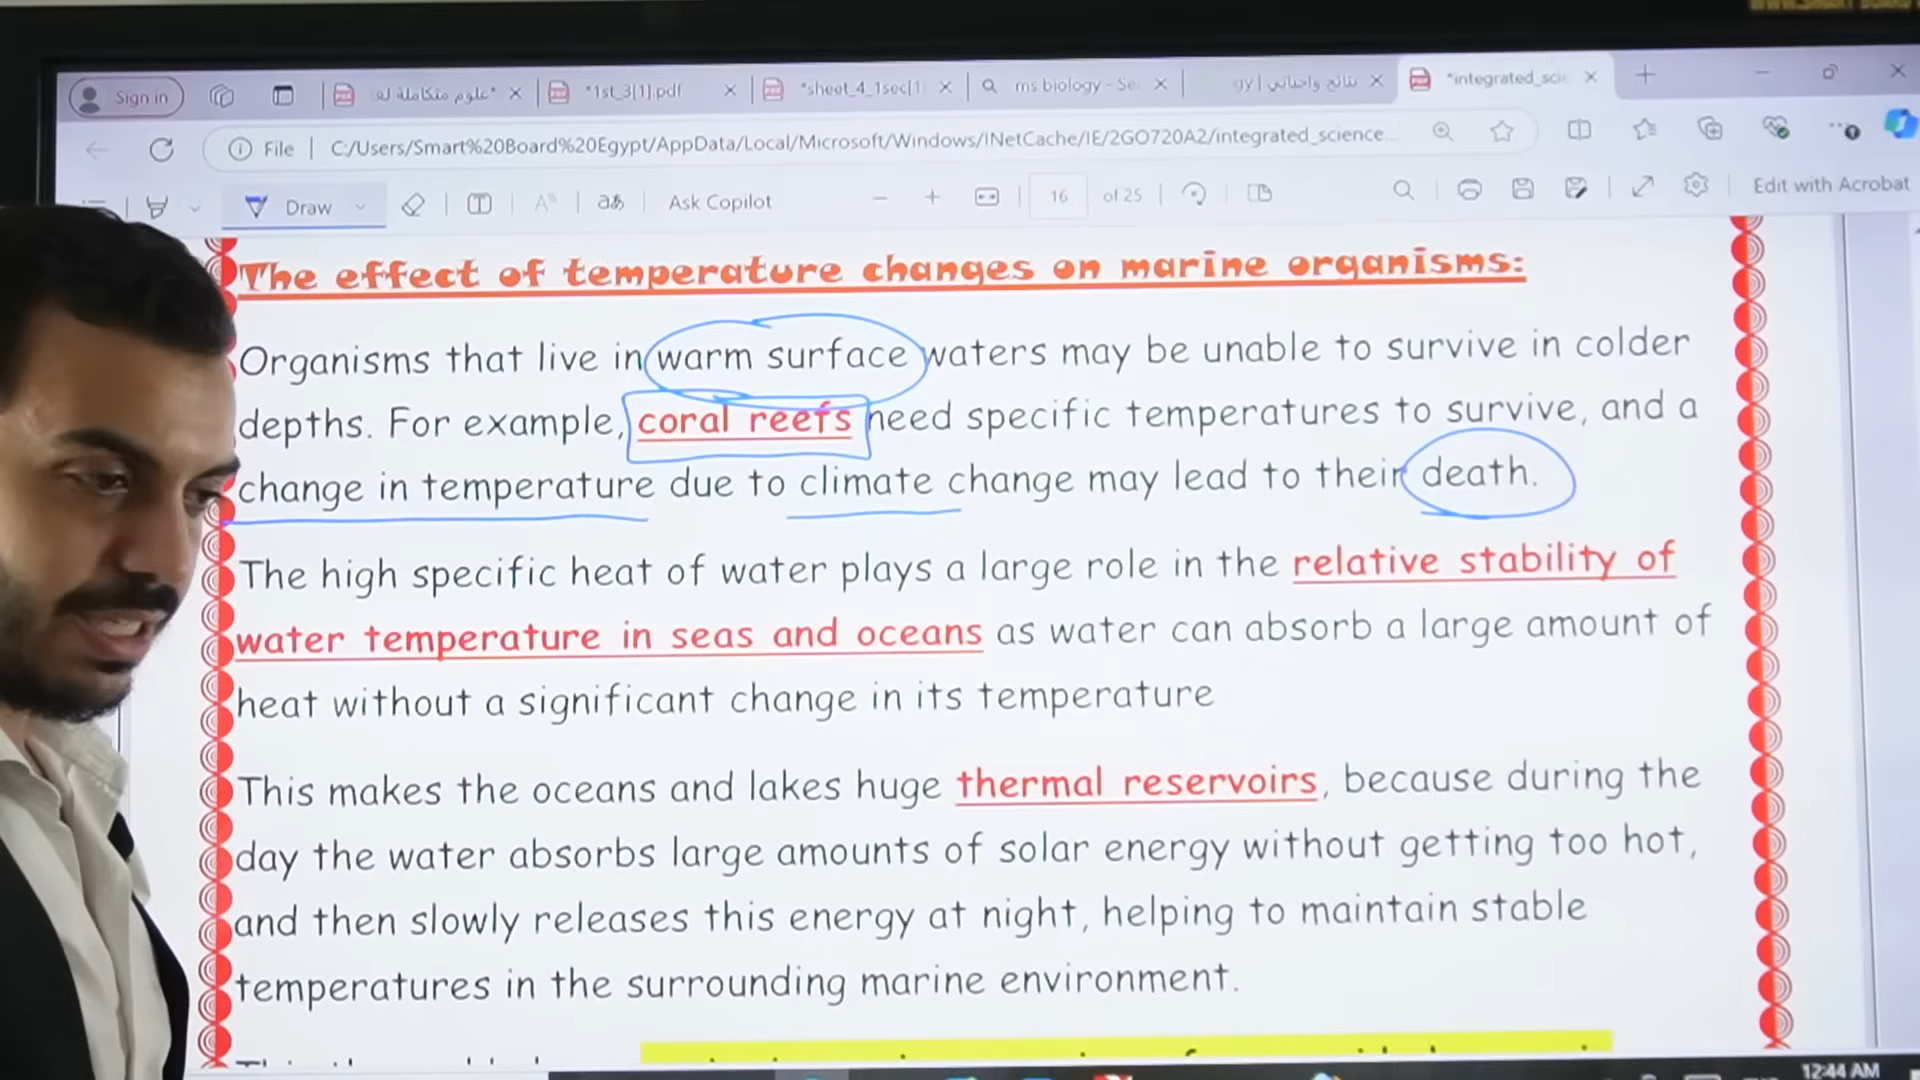 Sign in
علوم متكاملة لغ*
*1st_3[1].pdf
*sheet_4_1sec[1
ms biology - Se
gy | نتائج واحيائي
*integrated_scie
File
C:/Users/Smart%20Board%20Egypt/AppData/Local/Microsoft/Windows/INetCache/IE/2GO720A2/integrated_science...
Draw
aあ
Ask Copilot
16 of 25
Edit with Acrobat
The effect of temperature changes on marine organisms:
Organisms that live in warm surface waters may be unable to survive in colder
depths. For example, coral reefs need specific temperatures to survive, and a
change in temperature due to climate change may lead to their death.
The high specific heat of water plays a large role in the relative stability of
water temperature in seas and oceans as water can absorb a large amount of
heat without a significant change in its temperature
This makes the oceans and lakes huge thermal reservoirs, because during the
day the water absorbs large amounts of solar energy without getting too hot,
and then slowly releases this energy at night, helping to maintain stable
temperatures in the surrounding marine environment.
12:44 AM